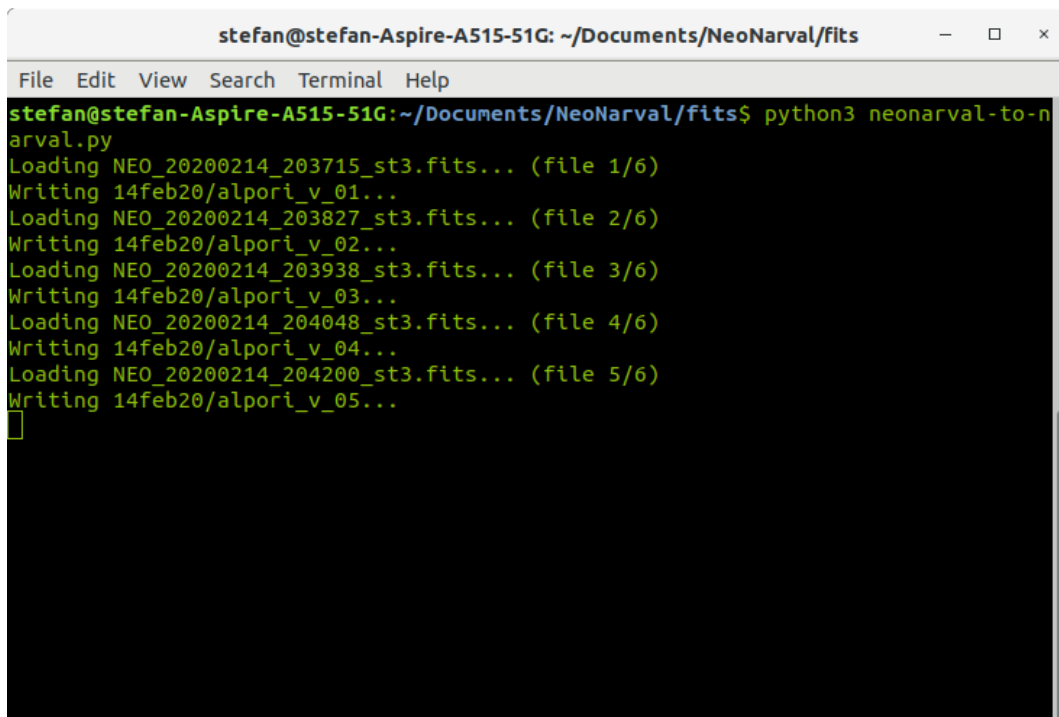 stefan@stefan-Aspire-A515-51G: ~/Documents/NeoNarval/fits
File Edit View Search Terminal Help
stefan@stefan-Aspire-A515-51G:~/Documents/NeoNarval/fits$ python3 neonarval-to-n
arval.py
Loading NEO_20200214_203715_st3.fits... (file 1/6)
Writing 14feb20/alpori_v_01...
Loading NEO_20200214_203827_st3.fits... (file 2/6)
Writing 14feb20/alpori_v_02...
Loading NEO_20200214_203938_st3.fits... (file 3/6)
Writing 14feb20/alpori_v_03...
Loading NEO_20200214_204048_st3.fits... (file 4/6)
Writing 14feb20/alpori_v_04...
Loading NEO_20200214_204200_st3.fits... (file 5/6)
Writing 14feb20/alpori_v_05...